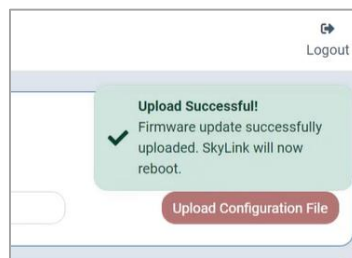 Logout
Upload Successful!
Firmware update successfully
uploaded. SkyLink will now
reboot.
Upload Configuration File